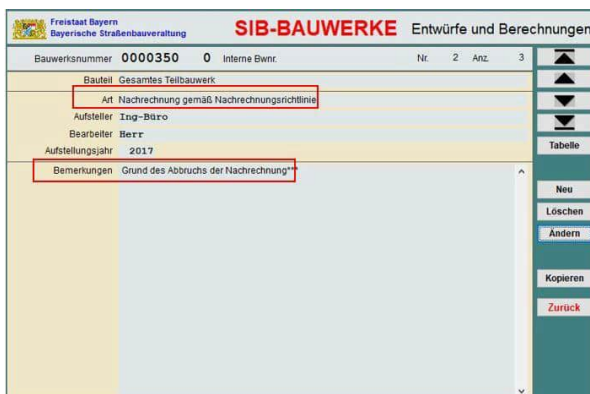 Freistaat Bayern
Bayerische Straßenbauveraltung
SIB-BAUWERKE Entwürfe und Berechnungen
Bauwerksnummer 0000350 0 Interne Bwnr. Nr. 2 Anz. 3
Bauteil Gesamtes Teilbauwerk
Art Nachrechnung gemäß Nachrechnungsrichtlinie
Aufsteller Ing-Büro
Bearbeiter Herr
Aufstellungsjahr 2017
Bemerkungen Grund des Abbruchs der Nachrechnung***
Tabelle
Neu
Löschen
Ändern
Kopieren
Zurück